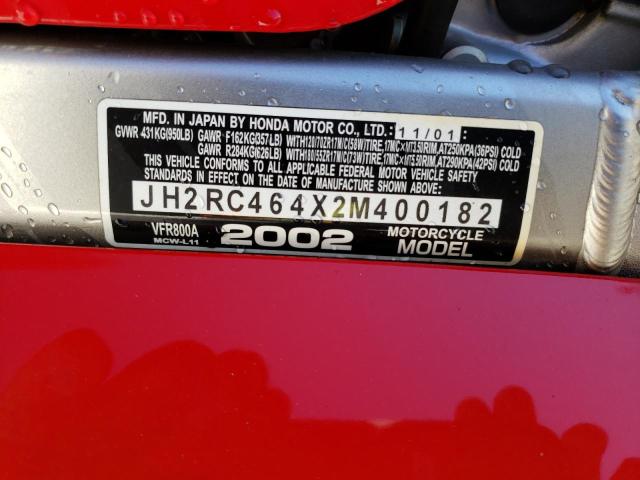 MFD. IN JAPAN BY HONDA MOTOR CO., LTD. 11/01
GVWR 431KG(950LB) GAWR F162KG(357LB) WITH120/70ZR17M/C(58W)TIRE,17MC×MT3.50RIM,AT250KPA(36PSI) COLD
GAWR R284KG(626LB) WITH180/55ZR17M/C(73W)TIRE,17MC×MT5.50RIM,AT290KPA(42PSI) COLD
THIS VEHICLE CONFORMS TO ALL APPLICABLE FEDERAL MOTOR VEHICLE SAFETY
STANDARDS IN EFFECT ON THE DATE OF MANUFACTURE SHOWN ABOVE.
JH2RC464X2M400182
VFR800A 2002 MOTORCYCLE
MCW-L11 MODEL